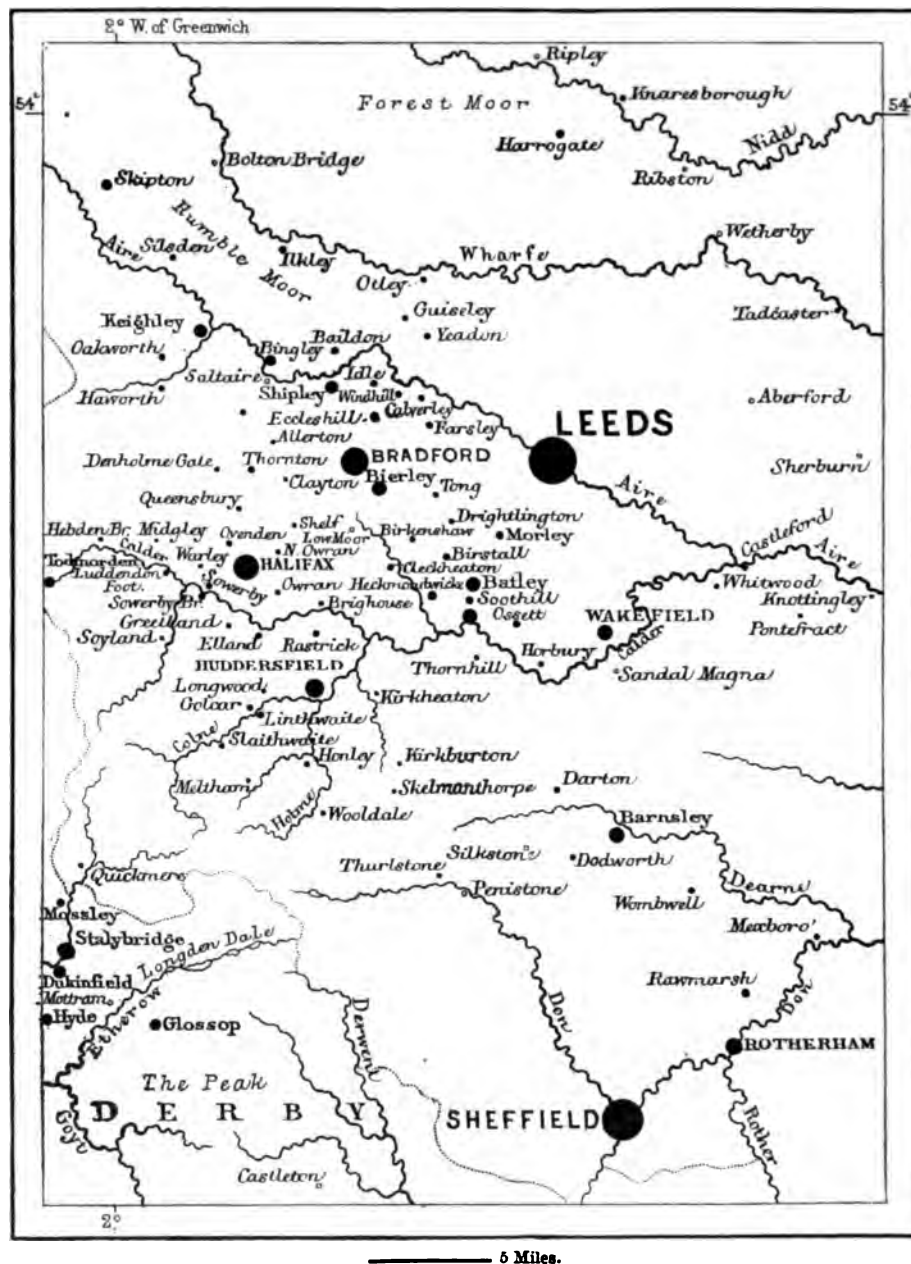 2° W. of Greenwich
Ripley
54°
Forest Moor
Knaresborough
54°
Harrogate
Nidd
Bolton Bridge
Ribston
Skipton
Rumble Moor
Wetherby
Aire
Silsden
Ilkley
Wharfe
Otley
Guiseley
Tadcaster
Keighley
Baildon
Yeadon
Oakworth
Bingley
Idle
Saltaire
Shipley
Windhill
Haworth
Calverley
Aberford
Eccleshill
Farsley
LEEDS
Allerton
BRADFORD
Denholme Gate
Thornton
Bierley
Sherburn
Clayton
Tong
Aire
Queensbury
Drightlington
Shelf
Hebden Br.
Midgley
Ovenden
Low Moor
Birkenshaw
Morley
Castleford
Aire
Calder
Warley
N. Owran
Birstall
Todmorden
HALIFAX
Cleckheaton
Luddendon
Foot.
Sowerby
Heckmondwicke
Batley
Whitwood
Owran
Soothill
Knottingley
Sowerby Br.
Brighouse
Ossett
WAKEFIELD
Greetland
Pontefract
Soyland
Elland
Rastrick
Calder
HUDDERSFIELD
Thornhill
Horbury
Sandal Magna
Longwood
Kirkheaton
Golcar
Linthwaite
Colne
Slaithwaite
Honley
Kirkburton
Meltham
Skelmanthorpe
Darton
Holme
Wooldale
Barnsley
Silkstone
Dodworth
Thurlstone
Quickmere
Penistone
Dearne
Wombwell
Mossley
Mexboro'
Stalybridge
Longden Dale
Dukinfield
Rawmarsh
Mottram
Don
Don
Hyde
Etherow
Glossop
Derwent
ROTHERHAM
The Peak
DERBY
SHEFFIELD
Goyt
Rother
Castleton
2°
5 Miles.